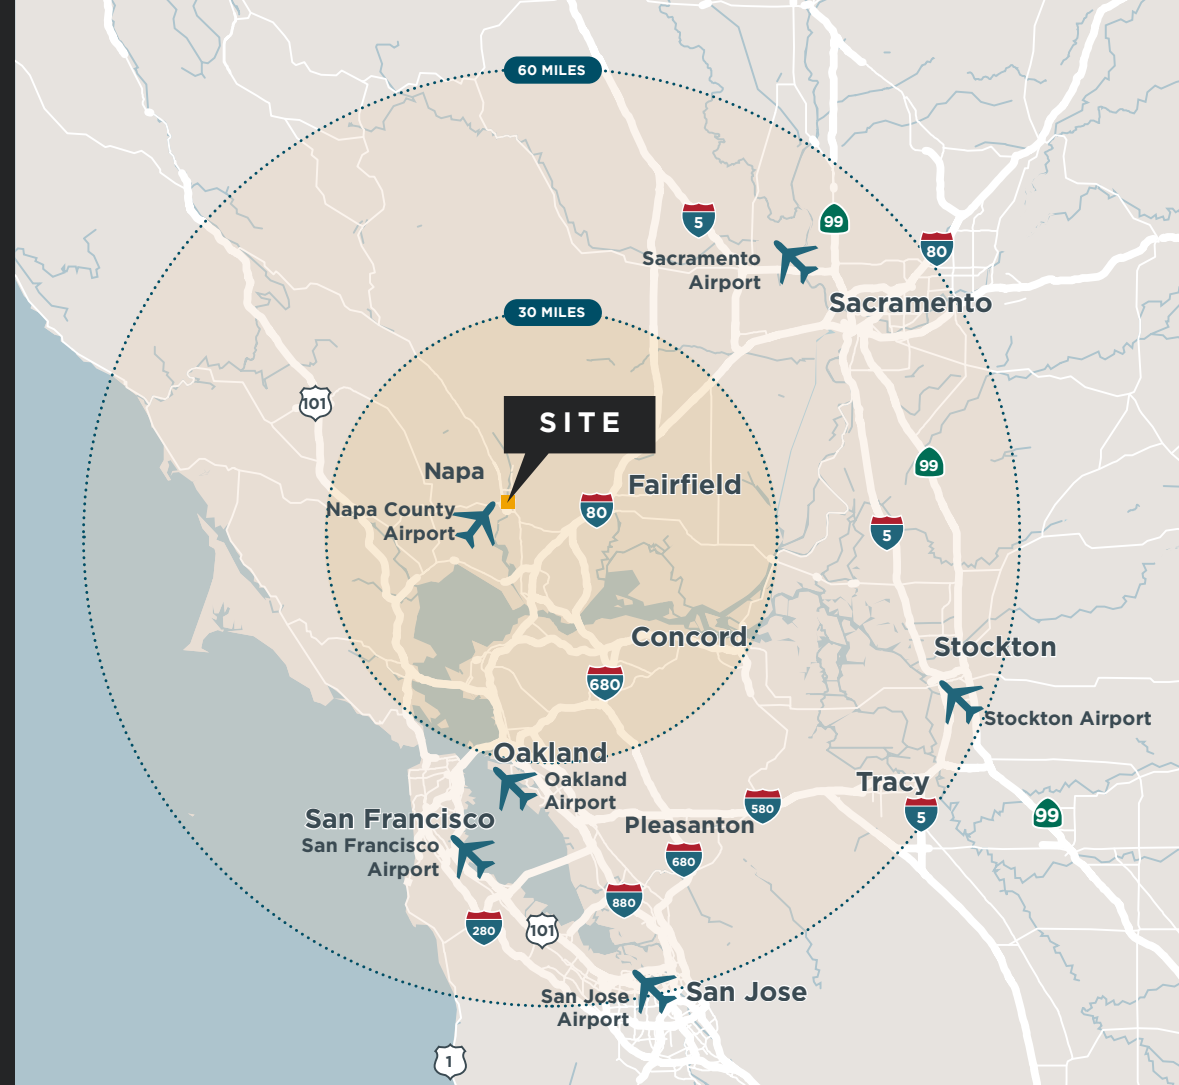 60 MILES
5
99
80
Sacramento
Airport
Sacramento
30 MILES
101
SITE
99
Napa
Fairfield
Napa County
Airport
80
5
Concord
Stockton
680
Stockton Airport
Oakland
Oakland
Airport
Tracy
580
5
99
San Francisco
Pleasanton
San Francisco
Airport
680
880
280
101
San Jose
San Jose
Airport
1